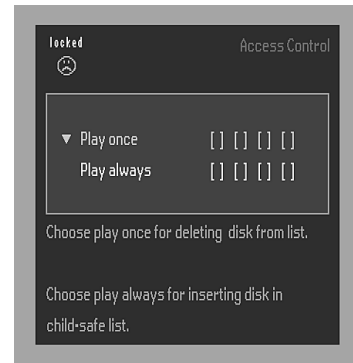 locked
Access Control
▼ Play once [ ] [ ] [ ] [ ]
Play always [ ] [ ] [ ] [ ]
Choose play once for deleting disk from list.
Choose play always for inserting disk in
child-safe list.